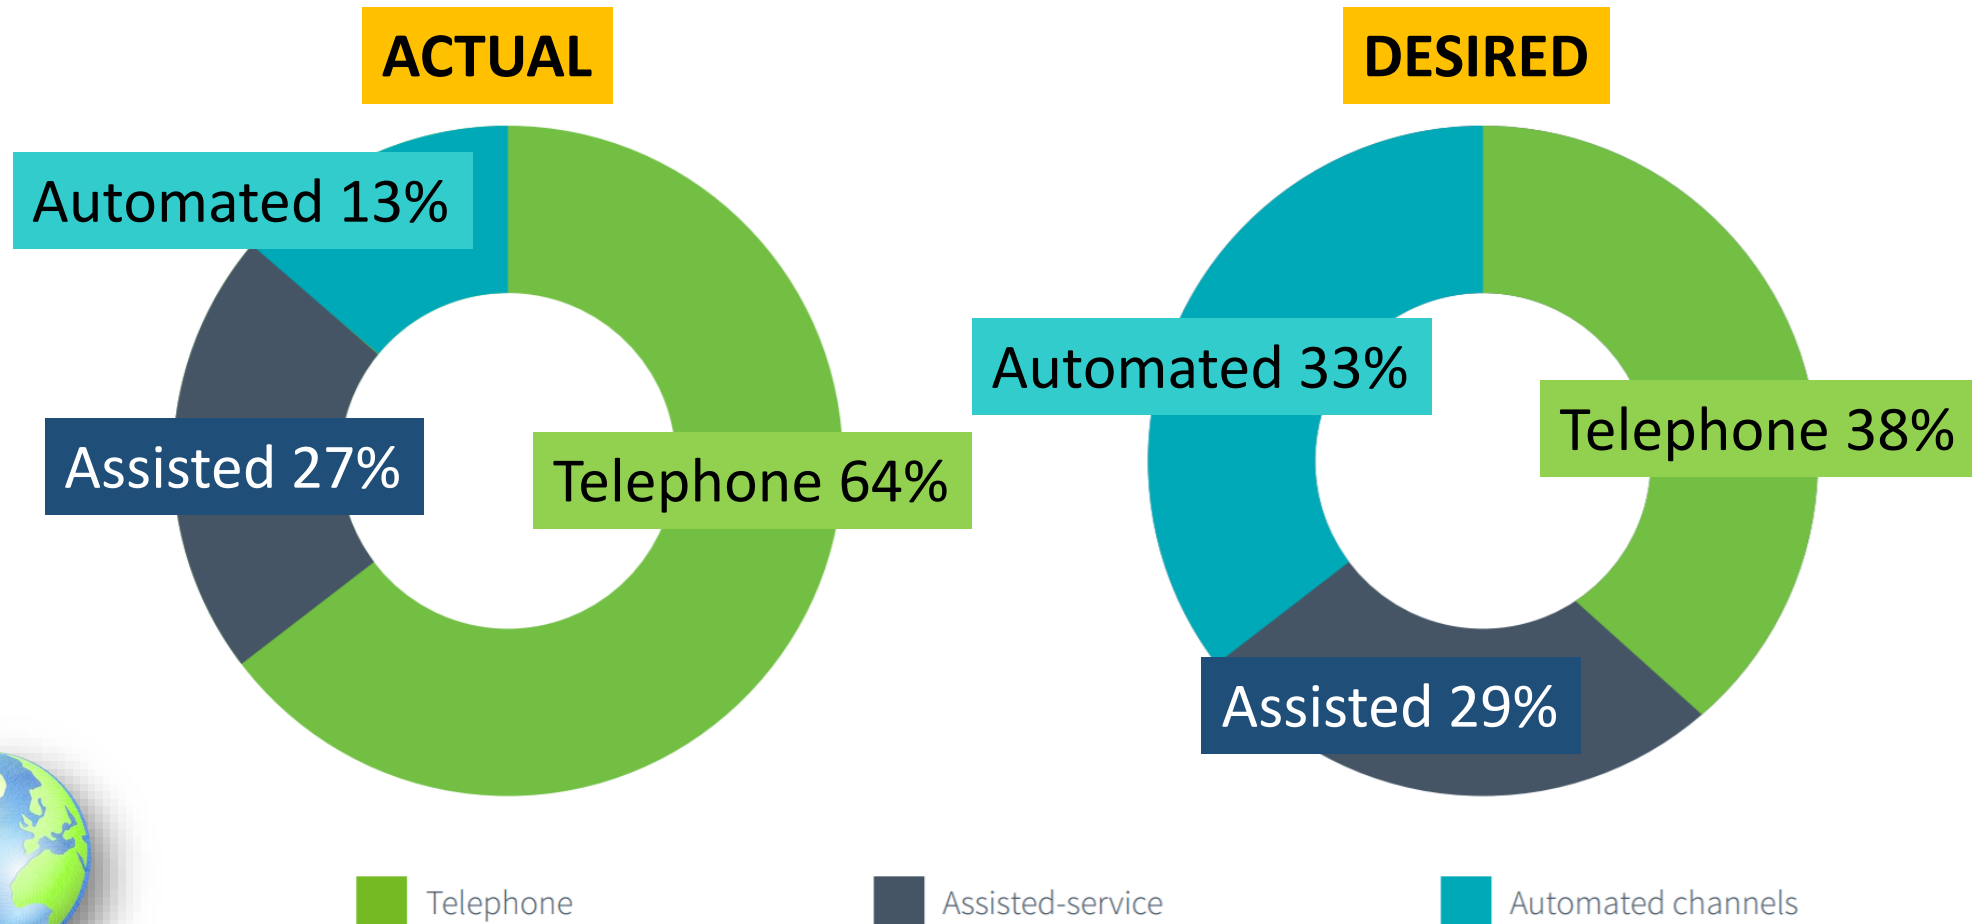 ACTUAL
Automated 13%
Assisted 27%
Telephone 64%
DESIRED
Automated 33%
Telephone 38%
Assisted 29%
Telephone
Assisted-service
Automated channels